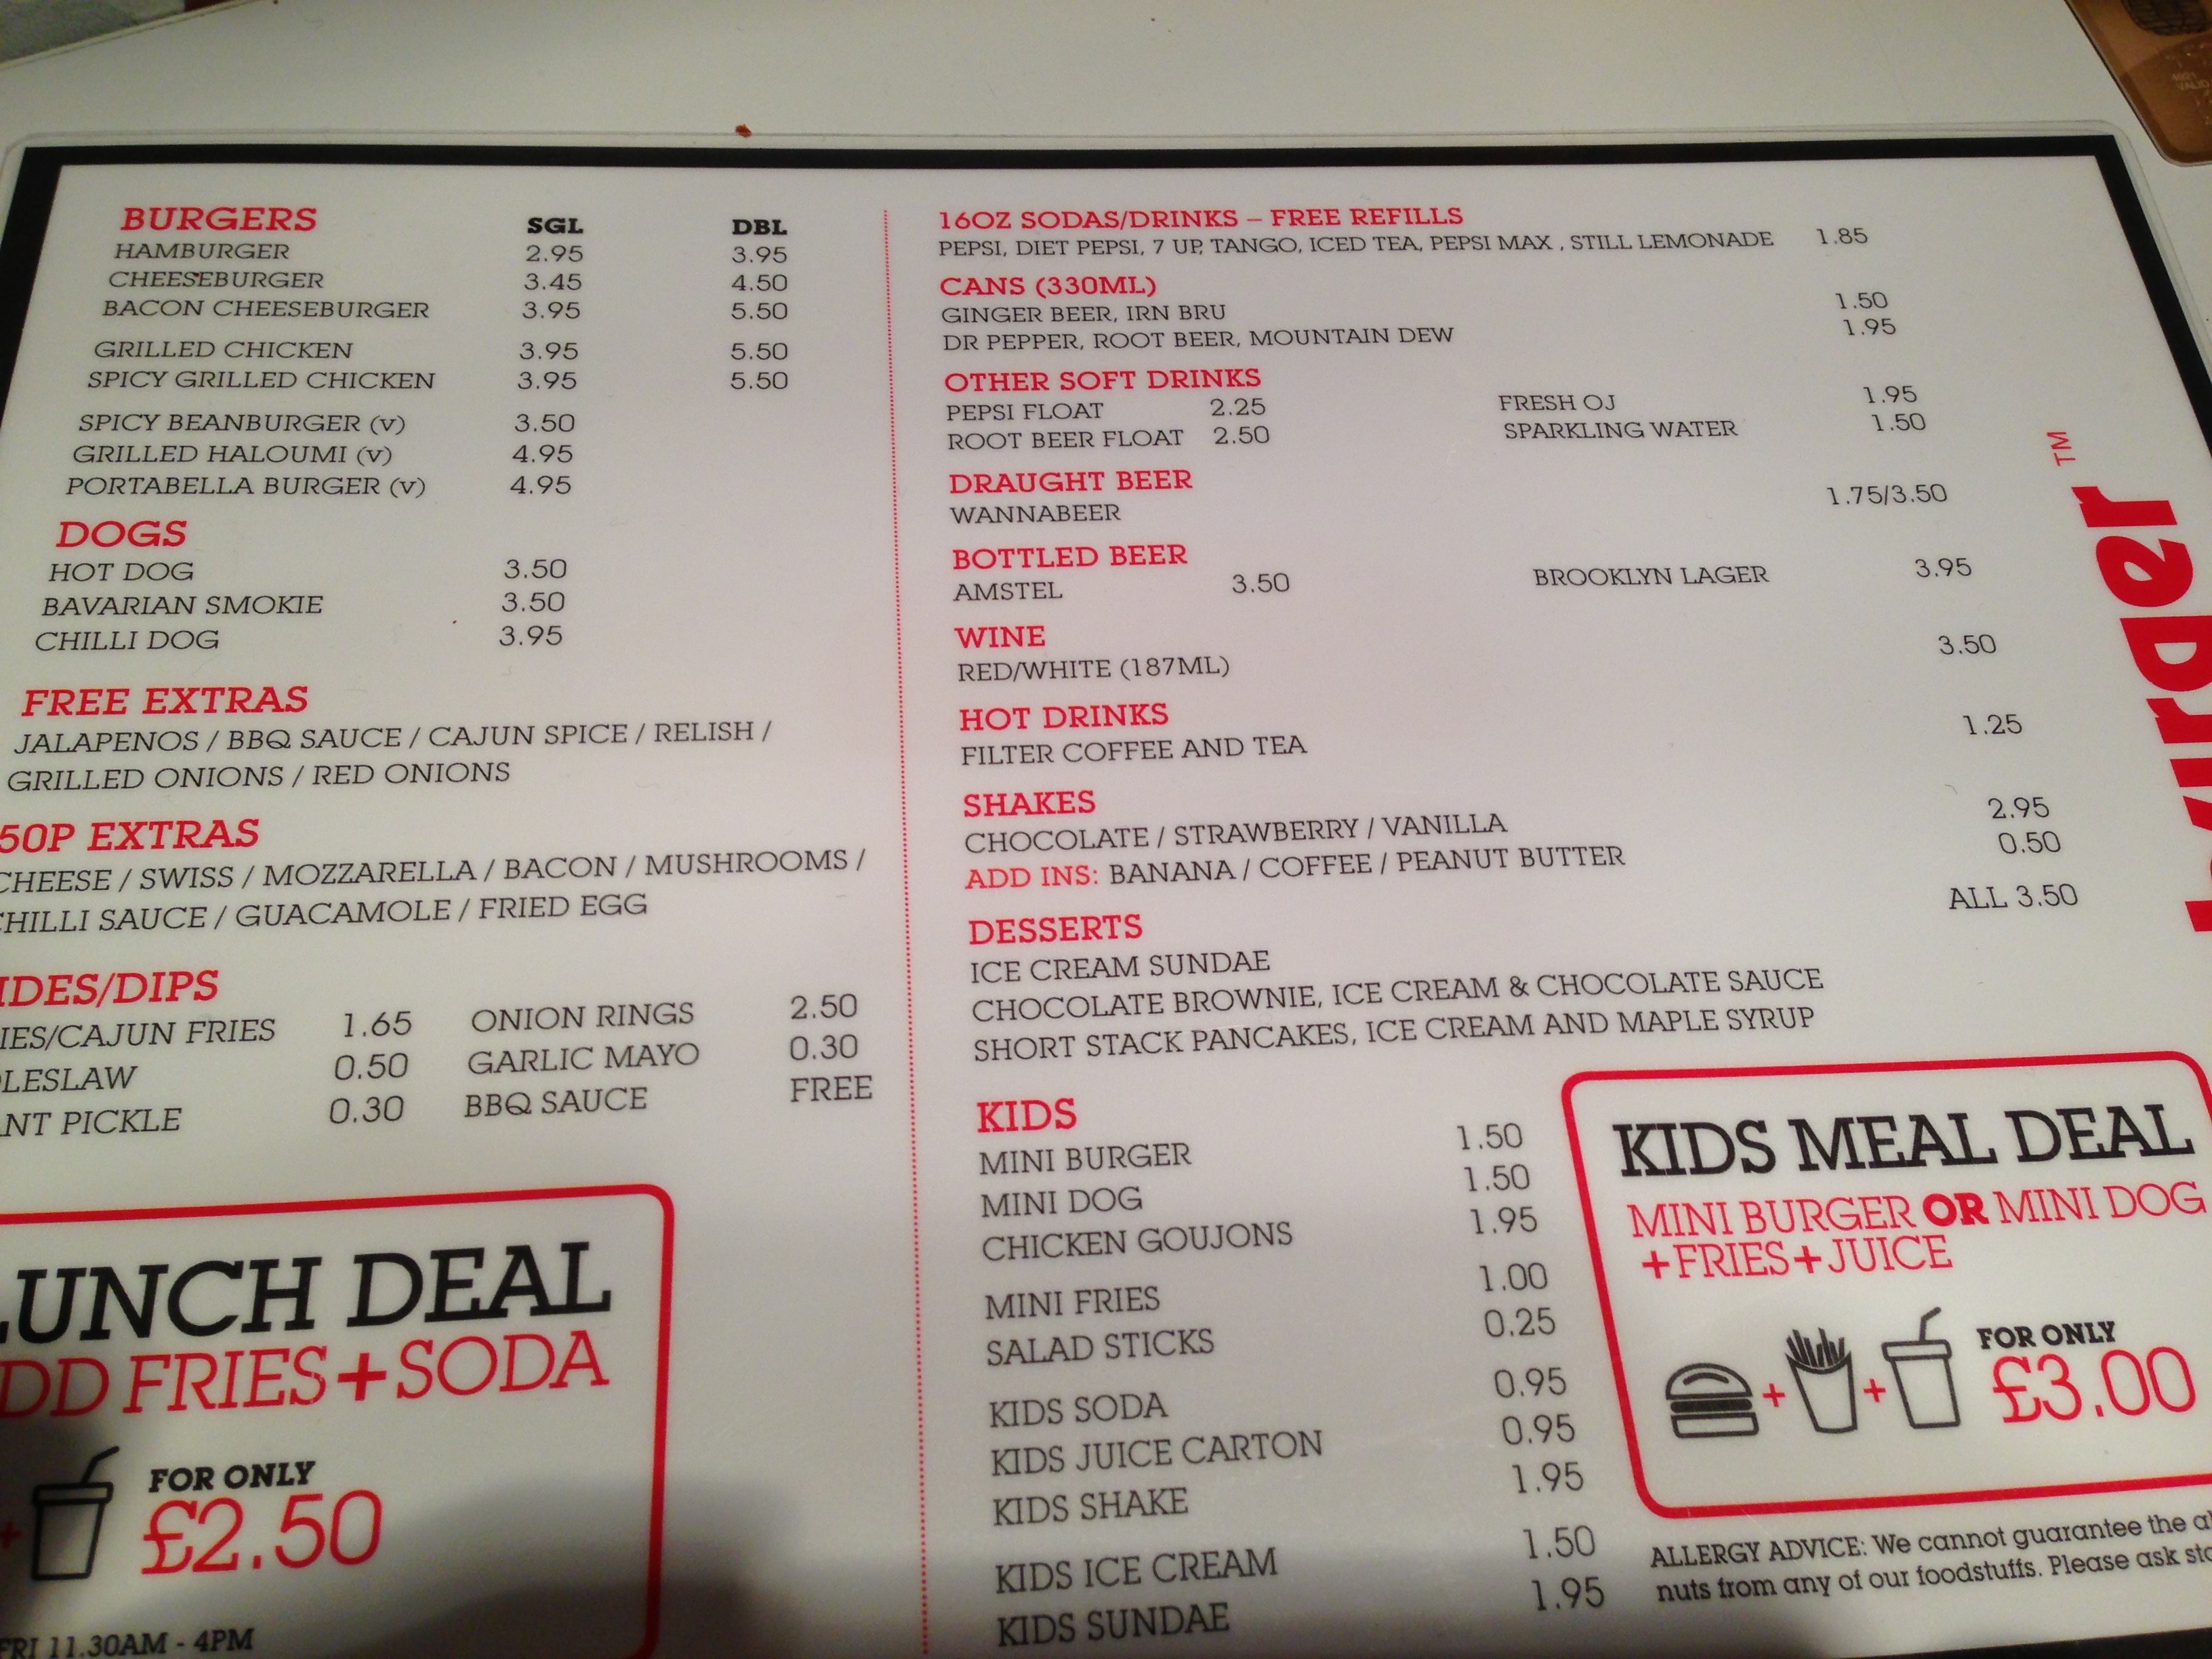 BURGERS SGL DBL
HAMBURGER 2.95 3.95
CHEESEBURGER 3.45 4.50
BACON CHEESEBURGER 3.95 5.50
GRILLED CHICKEN 3.95 5.50
SPICY GRILLED CHICKEN 3.95 5.50
SPICY BEANBURGER (v) 3.50
GRILLED HALOUMI (v) 4.95
PORTABELLA BURGER (v) 4.95
DOGS
HOT DOG 3.50
BAVARIAN SMOKIE 3.50
CHILLI DOG 3.95
FREE EXTRAS
JALAPENOS / BBQ SAUCE / CAJUN SPICE / RELISH /
GRILLED ONIONS / RED ONIONS
50P EXTRAS
CHEESE / SWISS / MOZZARELLA / BACON / MUSHROOMS /
CHILLI SAUCE / GUACAMOLE / FRIED EGG
IDES/DIPS
IES/CAJUN FRIES 1.65 ONION RINGS 2.50
LESLAW 0.50 GARLIC MAYO 0.30
ANT PICKLE 0.30 BBQ SAUCE FREE
LUNCH DEAL
DD FRIES+SODA
+ FOR ONLY
£2.50
FRI 11.30AM - 4PM
16OZ SODAS/DRINKS – FREE REFILLS
PEPSI, DIET PEPSI, 7 UP, TANGO, ICED TEA, PEPSI MAX , STILL LEMONADE 1.85
CANS (330ML)
GINGER BEER, IRN BRU 1.50
DR PEPPER, ROOT BEER, MOUNTAIN DEW 1.95
OTHER SOFT DRINKS
PEPSI FLOAT 2.25 FRESH OJ 1.95
ROOT BEER FLOAT 2.50 SPARKLING WATER 1.50
DRAUGHT BEER
WANNABEER 1.75/3.50
BOTTLED BEER
AMSTEL 3.50 BROOKLYN LAGER 3.95
WINE
RED/WHITE (187ML) 3.50
HOT DRINKS
FILTER COFFEE AND TEA 1.25
SHAKES
CHOCOLATE / STRAWBERRY / VANILLA 2.95
ADD INS: BANANA / COFFEE / PEANUT BUTTER 0.50
DESSERTS ALL 3.50
ICE CREAM SUNDAE
CHOCOLATE BROWNIE, ICE CREAM & CHOCOLATE SAUCE
SHORT STACK PANCAKES, ICE CREAM AND MAPLE SYRUP
KIDS
MINI BURGER 1.50
MINI DOG 1.50
CHICKEN GOUJONS 1.95
MINI FRIES 1.00
SALAD STICKS 0.25
KIDS SODA 0.95
KIDS JUICE CARTON 0.95
KIDS SHAKE 1.95
KIDS ICE CREAM 1.50
KIDS SUNDAE 1.95
KIDS MEAL DEAL
MINI BURGER OR MINI DOG
+FRIES+JUICE
+ + FOR ONLY
£3.00
ALLERGY ADVICE: We cannot guarantee the
nuts from any of our foodstuffs. Please ask
burger TM